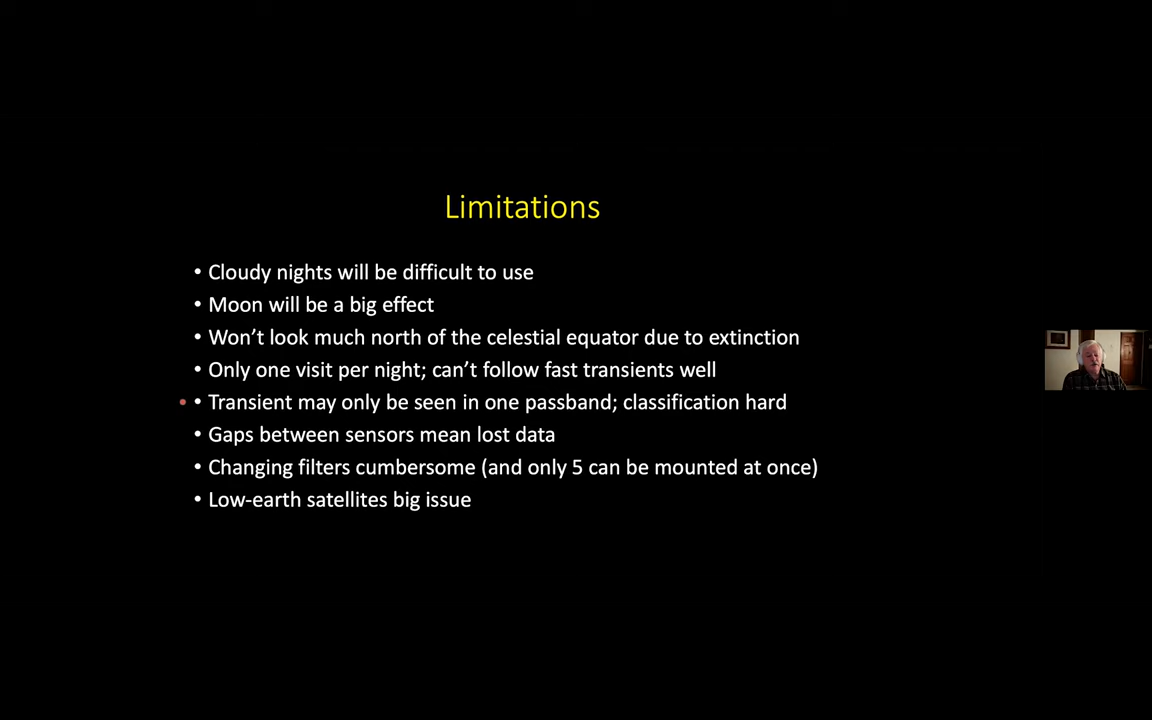 Limitations
• Cloudy nights will be difficult to use
• Moon will be a big effect
• Won’t look much north of the celestial equator due to extinction
• Only one visit per night; can’t follow fast transients well
• Transient may only be seen in one passband; classification hard
• Gaps between sensors mean lost data
• Changing filters cumbersome (and only 5 can be mounted at once)
• Low-earth satellites big issue